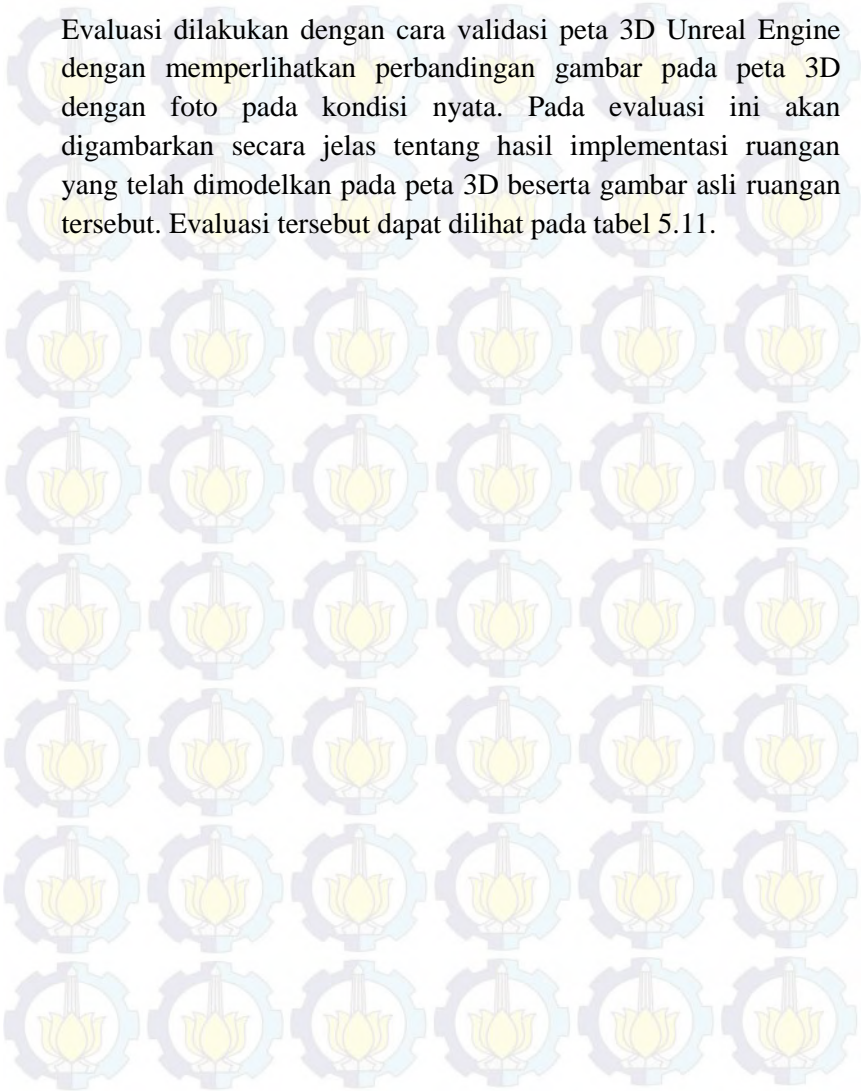 Evaluasi dilakukan dengan cara validasi peta 3D Unreal Engine
dengan memperlihatkan perbandingan gambar pada peta 3D
dengan foto pada kondisi nyata. Pada evaluasi ini akan
digambarkan secara jelas tentang hasil implementasi ruangan
yang telah dimodelkan pada peta 3D beserta gambar asli ruangan
tersebut. Evaluasi tersebut dapat dilihat pada tabel 5.11.